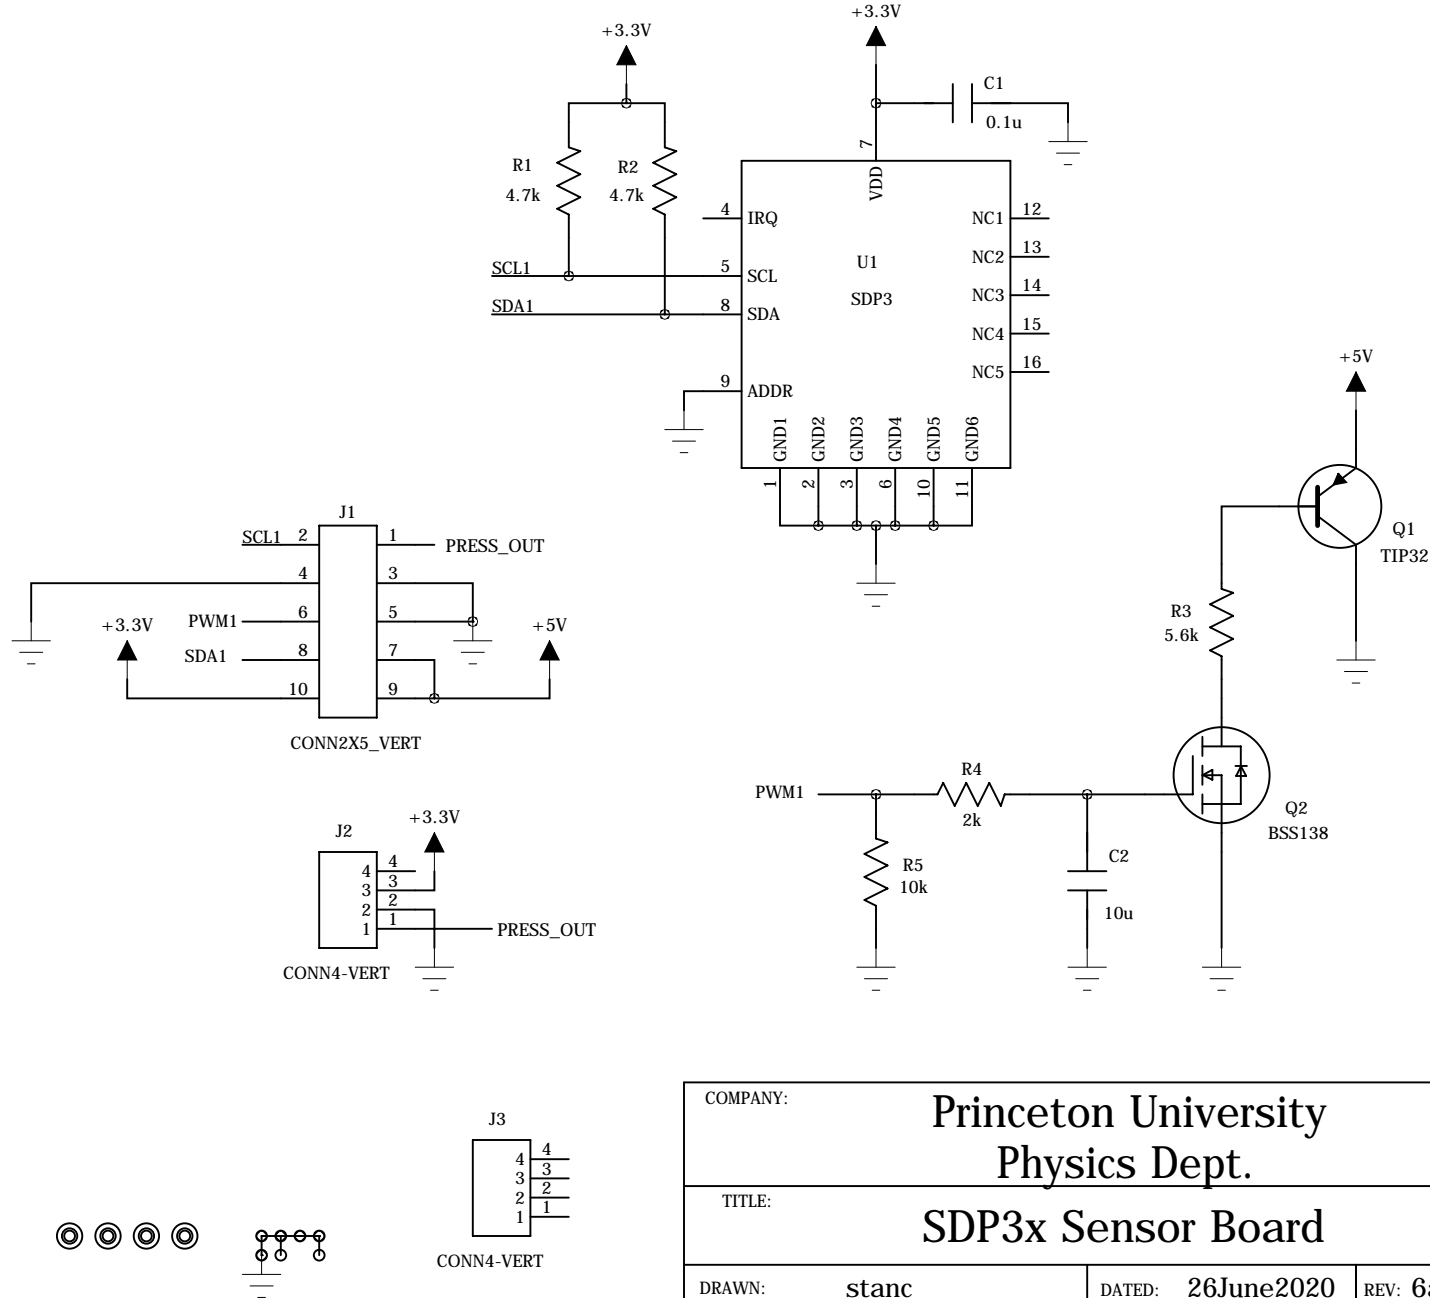 +3.3V
+3.3V
C1
0.1u
R1
4.7k
R2
4.7k
7
VDD
4 IRQ
NC1 12
U1
SDP3
NC2 13
SCL1
5 SCL
NC3 14
SDA1
8 SDA
NC4 15
NC5 16
9 ADDR
GND1 GND2 GND3 GND4 GND5 GND6
1 2 3 6 10 11
+5V
Q1
TIP32
R3
5.6k
J1
SCL1 2 1 PRESS_OUT
4 3
PWM1 6 5
+3.3V
+5V
SDA1 8 7
10 9
CONN2X5_VERT
PWM1
R4
2k
Q2
BSS138
R5
10k
C2
10u
J2
+3.3V
4 4
3 3
2 2
1 1 PRESS_OUT
CONN4-VERT
J3
4 4
3 3
2 2
1 1
CONN4-VERT
COMPANY:
Princeton University
Physics Dept.
TITLE:
SDP3x Sensor Board
DRAWN: stanc
DATED: 26June2020
REV: